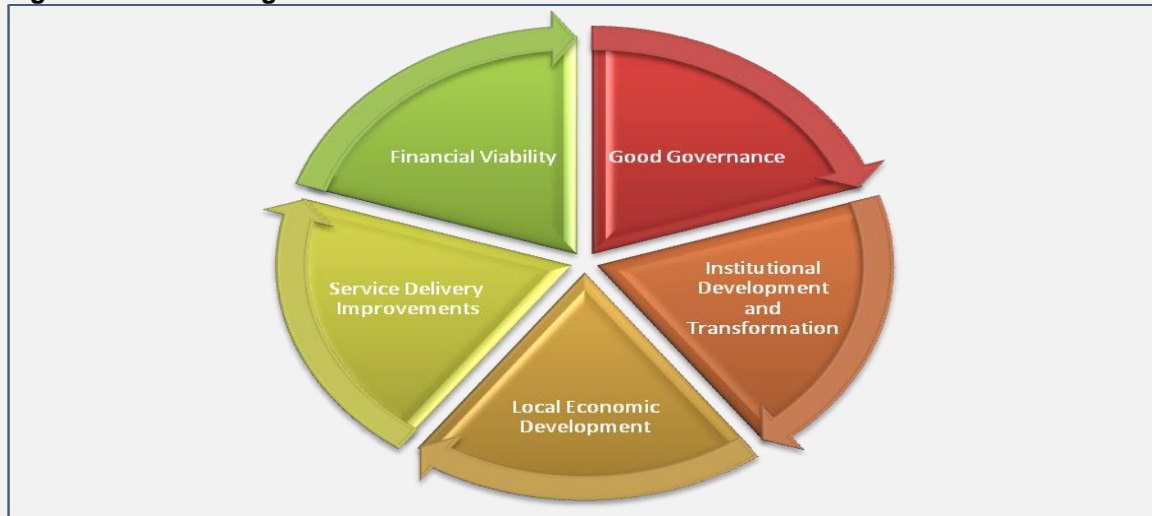 Financial Viability
Good Governance
Institutional
Development
and
Transformation
Service Delivery
Improvements
Local Economic
Development